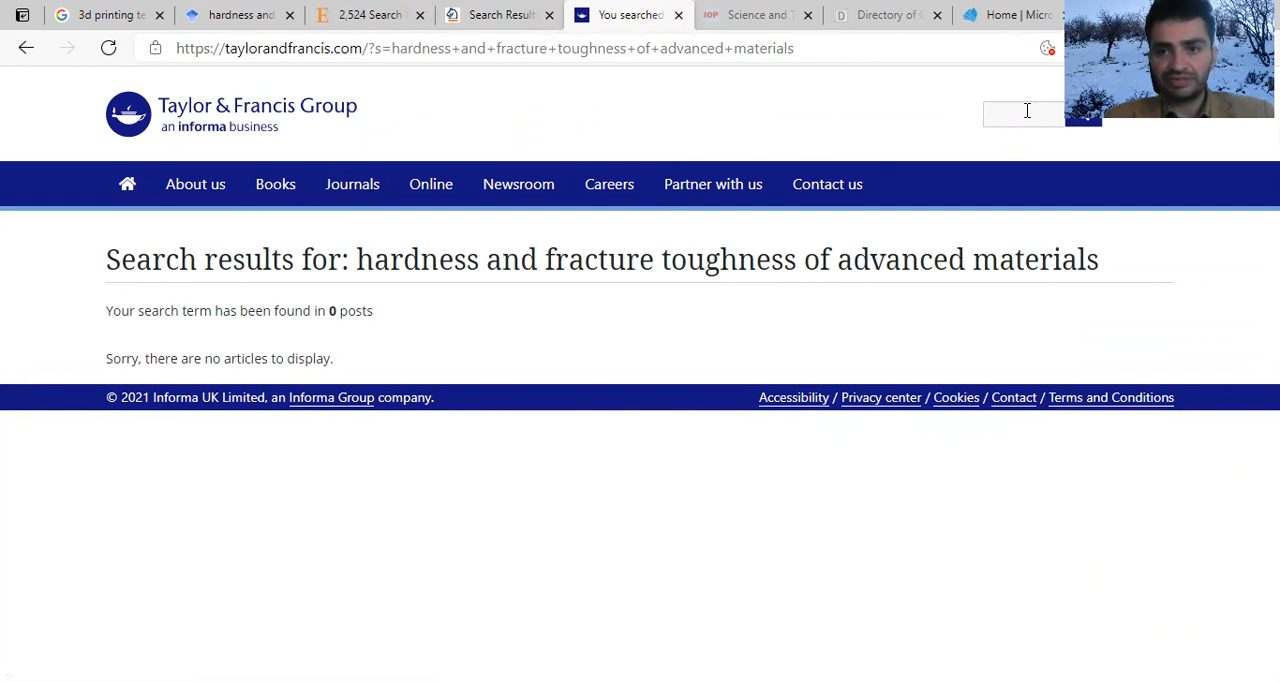 3d printing te
hardness and
2,524 Search
Search Result
You searched
IOP Science and T
D Directory of O
Home | Micro
https://taylorandfrancis.com/?s=hardness+and+fracture+toughness+of+advanced+materials
Taylor & Francis Group
an informa business
About us Books Journals Online Newsroom Careers Partner with us Contact us
Search results for: hardness and fracture toughness of advanced materials
Your search term has been found in 0 posts
Sorry, there are no articles to display.
© 2021 Informa UK Limited, an Informa Group company.
Accessibility / Privacy center / Cookies / Contact / Terms and Conditions